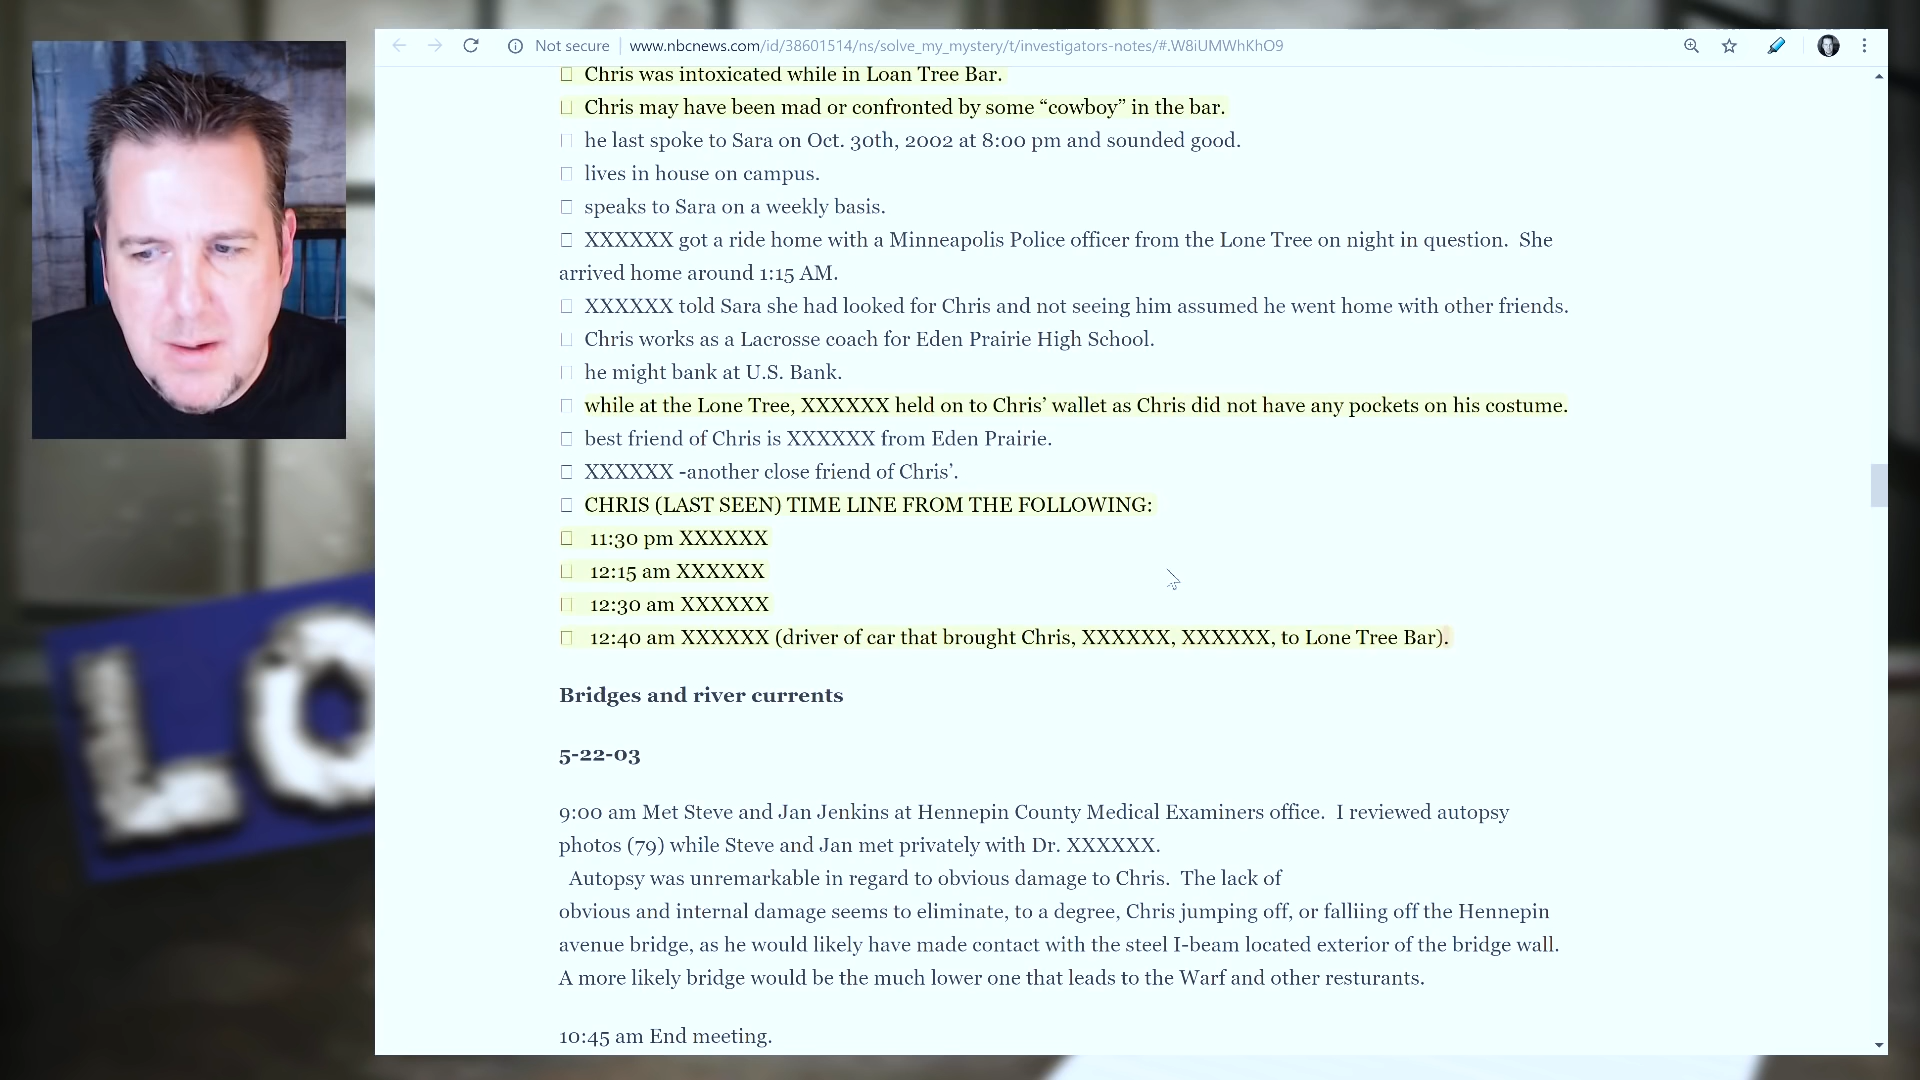 Not secure
www.nbcnews.com/id/38601514/ns/solve_my_mystery/t/investigators-notes/#.W8iUMWhKhO9
Chris was intoxicated while in Loan Tree Bar.
Chris may have been mad or confronted by some “cowboy” in the bar.
he last spoke to Sara on Oct. 30th, 2002 at 8:00 pm and sounded good.
lives in house on campus.
speaks to Sara on a weekly basis.
XXXXXX got a ride home with a Minneapolis Police officer from the Lone Tree on night in question. She
arrived home around 1:15 AM.
XXXXXX told Sara she had looked for Chris and not seeing him assumed he went home with other friends.
Chris works as a Lacrosse coach for Eden Prairie High School.
he might bank at U.S. Bank.
while at the Lone Tree, XXXXXX held on to Chris’ wallet as Chris did not have any pockets on his costume.
best friend of Chris is XXXXXX from Eden Prairie.
XXXXXX -another close friend of Chris’.
CHRIS (LAST SEEN) TIME LINE FROM THE FOLLOWING:
11:30 pm XXXXXX
12:15 am XXXXXX
12:30 am XXXXXX
12:40 am XXXXXX (driver of car that brought Chris, XXXXXX, XXXXXX, to Lone Tree Bar).
Bridges and river currents
5-22-03
9:00 am Met Steve and Jan Jenkins at Hennepin County Medical Examiners office. I reviewed autopsy
photos (79) while Steve and Jan met privately with Dr. XXXXXX.
Autopsy was unremarkable in regard to obvious damage to Chris. The lack of
obvious and internal damage seems to eliminate, to a degree, Chris jumping off, or falliing off the Hennepin
avenue bridge, as he would likely have made contact with the steel I-beam located exterior of the bridge wall.
A more likely bridge would be the much lower one that leads to the Warf and other resturants.
10:45 am End meeting.
LO